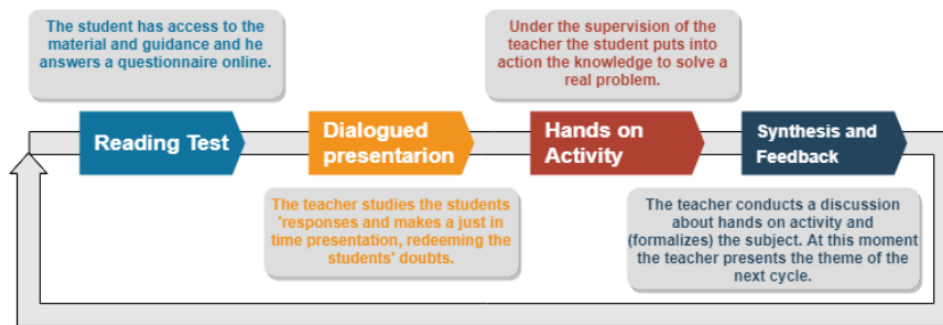 The student has access to the
material and guidance and he
answers a questionnaire online.
Under the supervision of the
teacher the student puts into
action the knowledge to solve a
real problem.
Reading Test
Dialogued
presentarion
Hands on
Activity
Synthesis and
Feedback
The teacher studies the students
'responses and makes a just in
time presentation, redeeming the
students' doubts.
The teacher conducts a discussion
about hands on activity and
(formalizes) the subject. At this moment
the teacher presents the theme of the
next cycle.